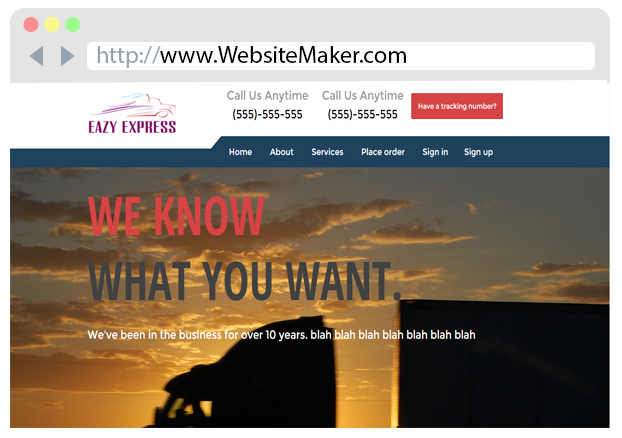 http://www.WebsiteMaker.com
EAZY EXPRESS
Call Us Anytime
(555)-555-555
Call Us Anytime
(555)-555-555
Have a tracking number?
Home About Services Place order Sign in Sign up
WE KNOW
WHAT YOU WANT.
We've been in the business for over 10 years. blah blah blah blah blah blah blah